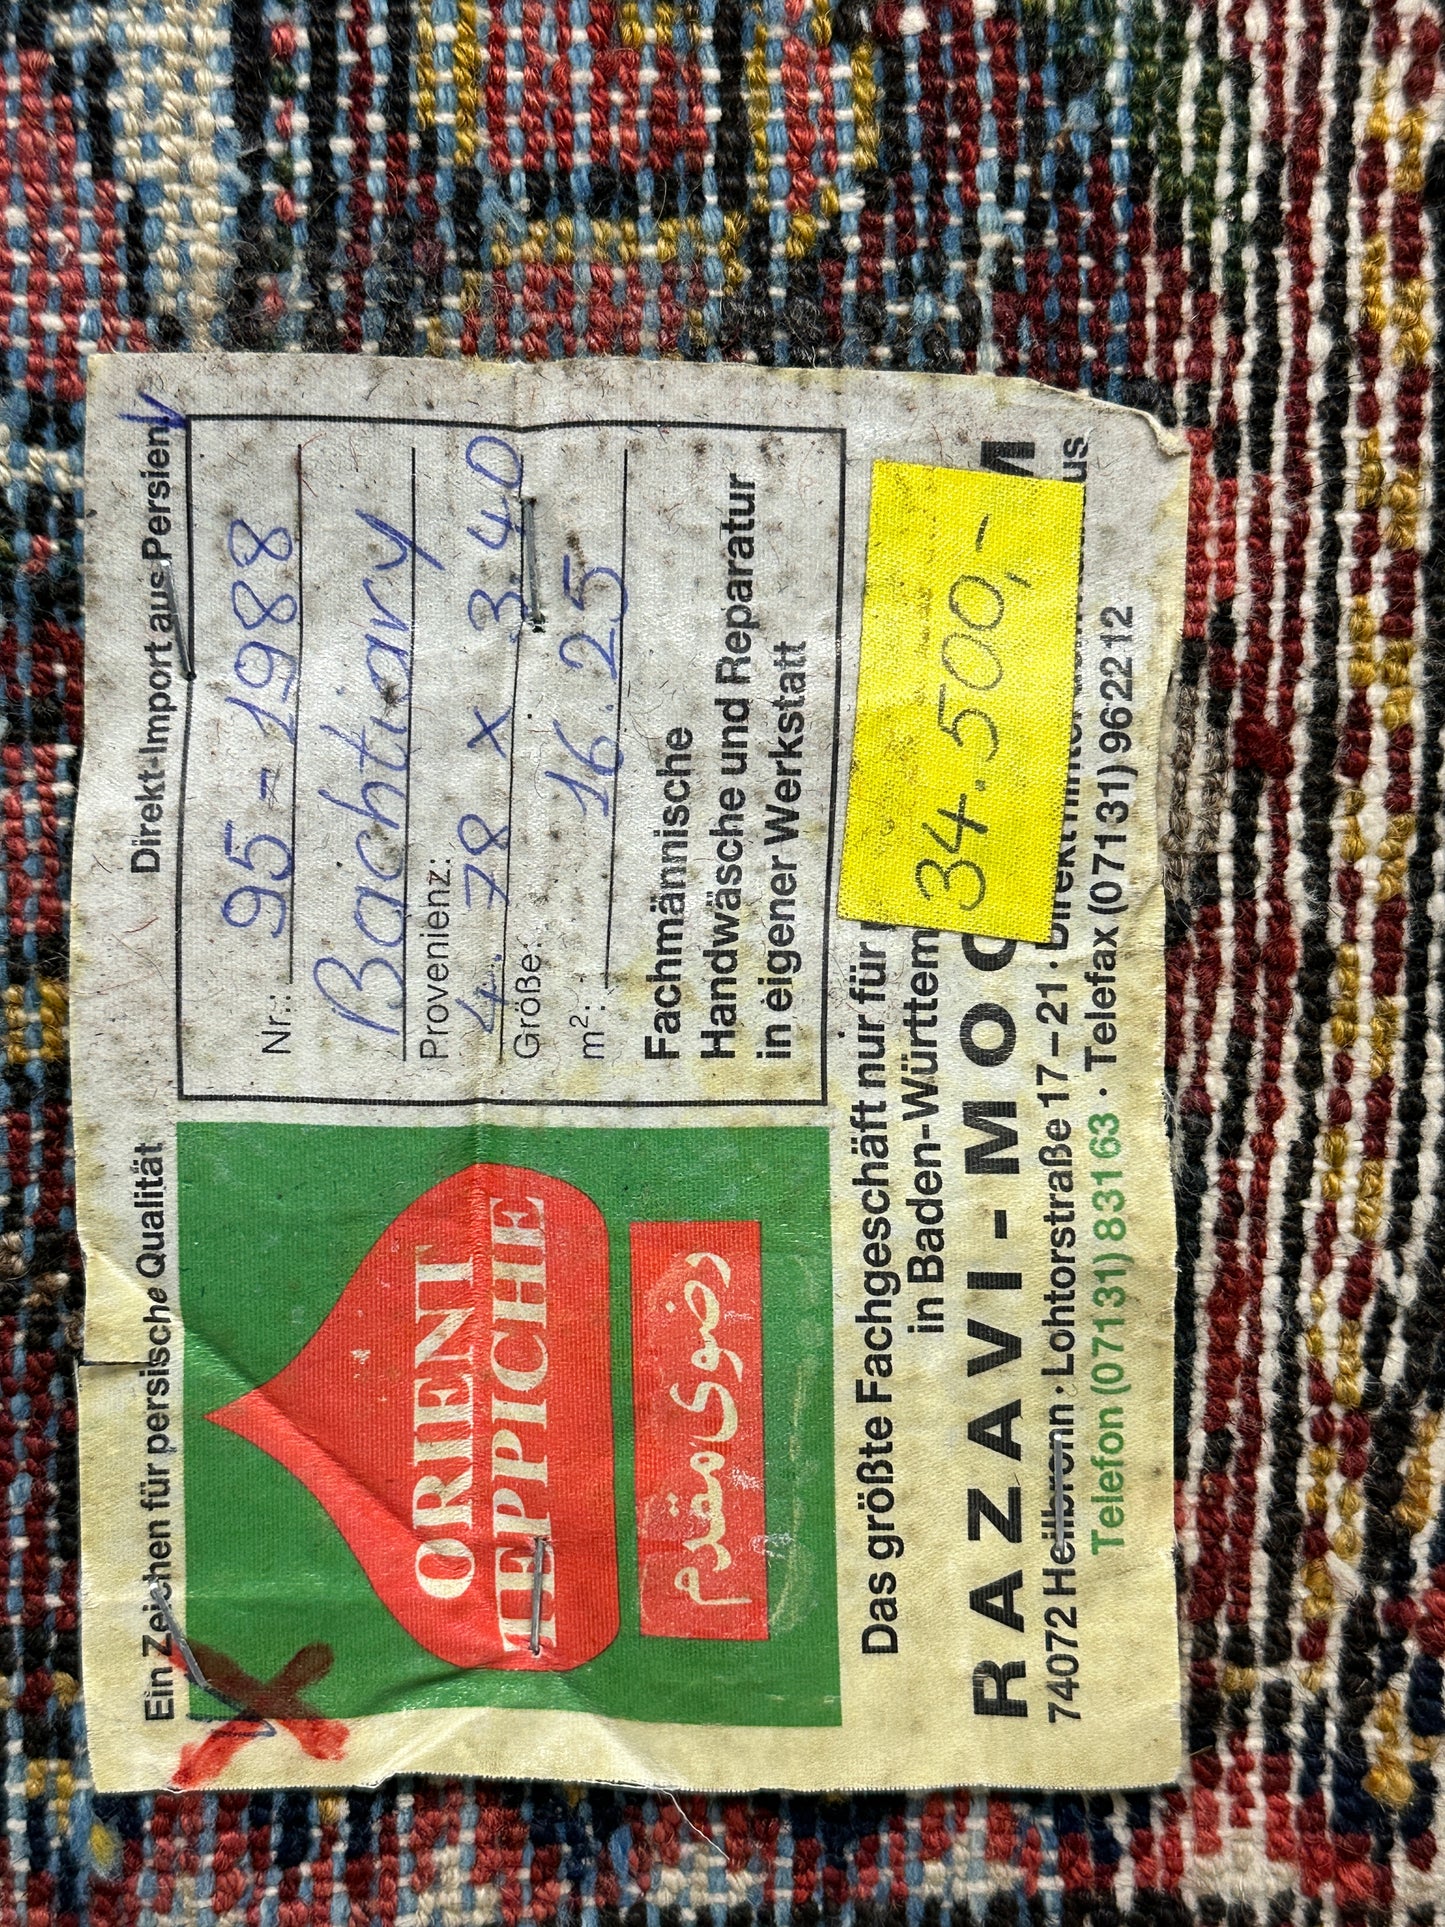 Ein Zeichen für persische Qualität
Direkt-Import aus Persien
ORIENT
TEPPICHE
رضوی مقدم
95-1988
Nr.:
Bachtiary
Provenienz:
4.78 x 3.40
Größe:
16.25
m²:
Fachmännische
Handwäsche und Reparatur
in eigener Werkstatt
Das größte Fachgeschäft nur für
in Baden-Württem
34.500,-
RAZAVI-MO
74072 Heilbronn · Lohtorstraße 17–21 · Direkt hinter dem
Telefon (07131) 83163 · Telefax (07131) 962212